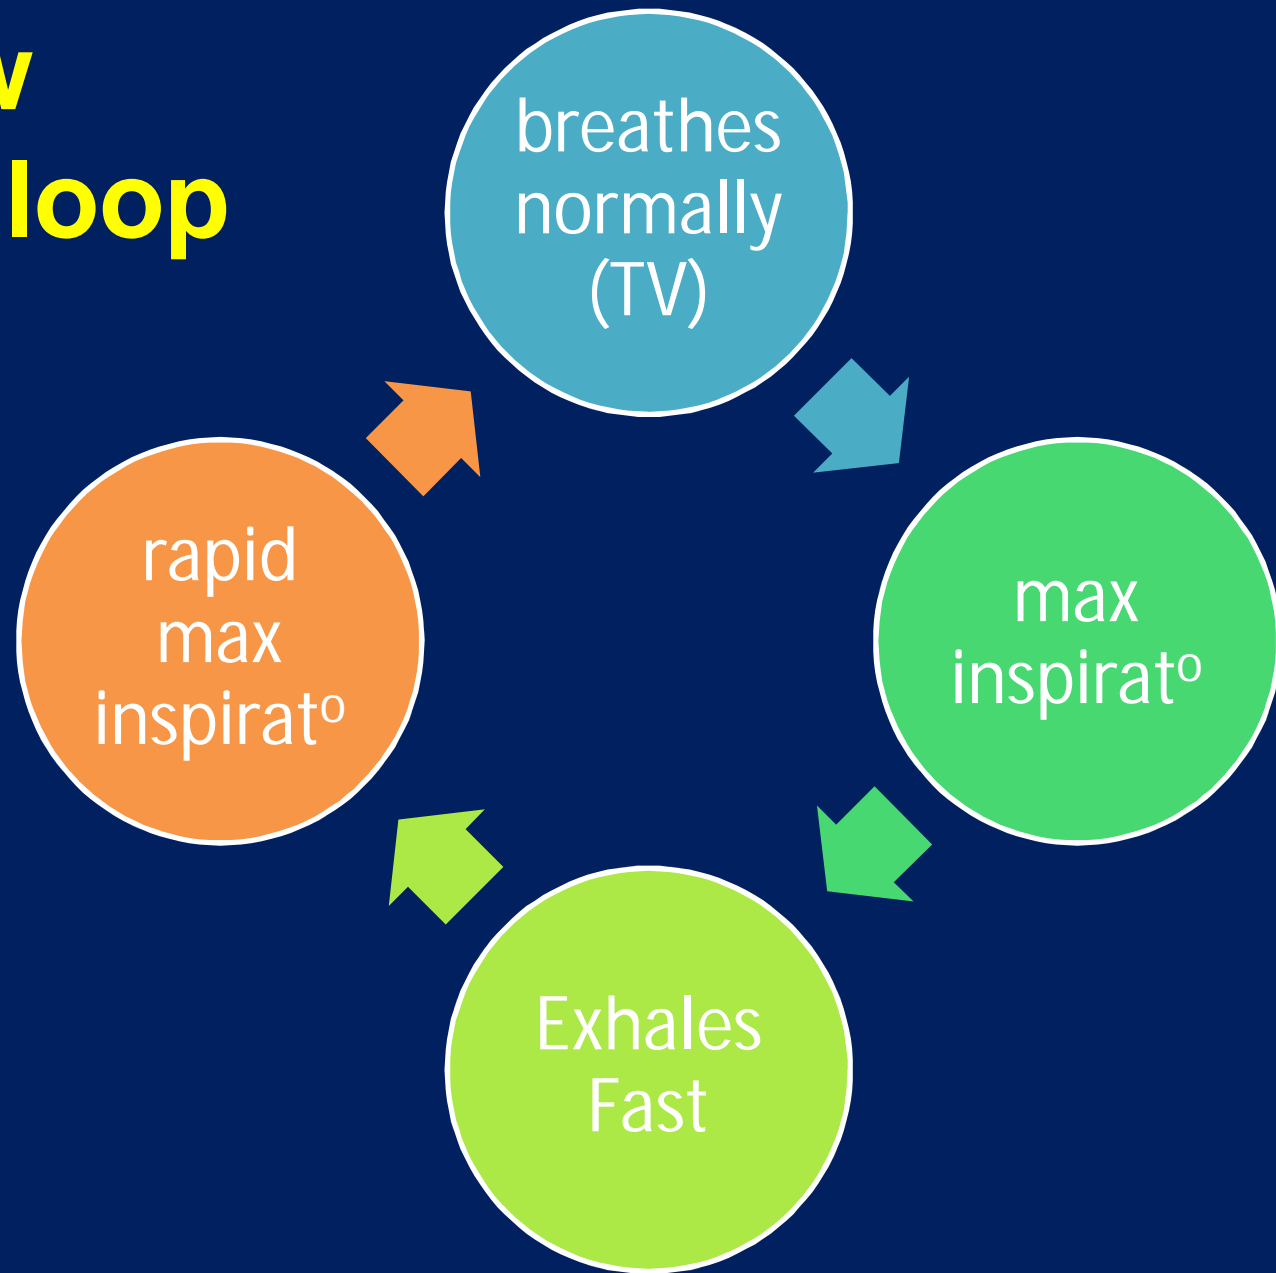 loop
breathes
normally
(TV)
max
inspiratᵒ
Exhales
Fast
rapid
max
inspiratᵒ